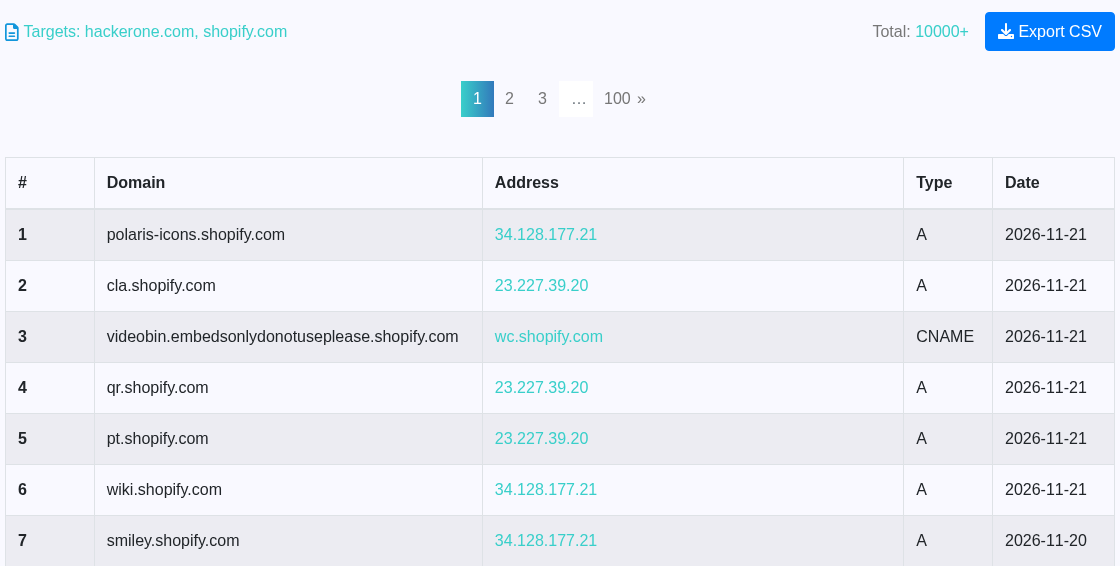 Targets: hackerone.com, shopify.com Total: 10000+ Export CSV
1 2 3 … 100 »
# Domain Address Type Date
1 polaris-icons.shopify.com 34.128.177.21 A 2026-11-21
2 cla.shopify.com 23.227.39.20 A 2026-11-21
3 videobin.embedsonlydonotuseplease.shopify.com wc.shopify.com CNAME 2026-11-21
4 qr.shopify.com 23.227.39.20 A 2026-11-21
5 pt.shopify.com 23.227.39.20 A 2026-11-21
6 wiki.shopify.com 34.128.177.21 A 2026-11-21
7 smiley.shopify.com 34.128.177.21 A 2026-11-20